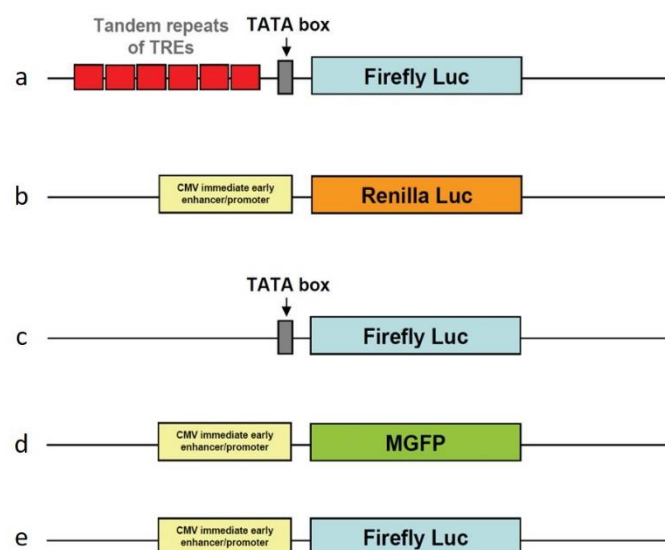 Tandem repeats
of TREs
TATA box
a
Firefly Luc
b
CMV immediate early
enhancer/promoter
Renilla Luc
TATA box
c
Firefly Luc
d
CMV immediate early
enhancer/promoter
MGFP
e
CMV immediate early
enhancer/promoter
Firefly Luc